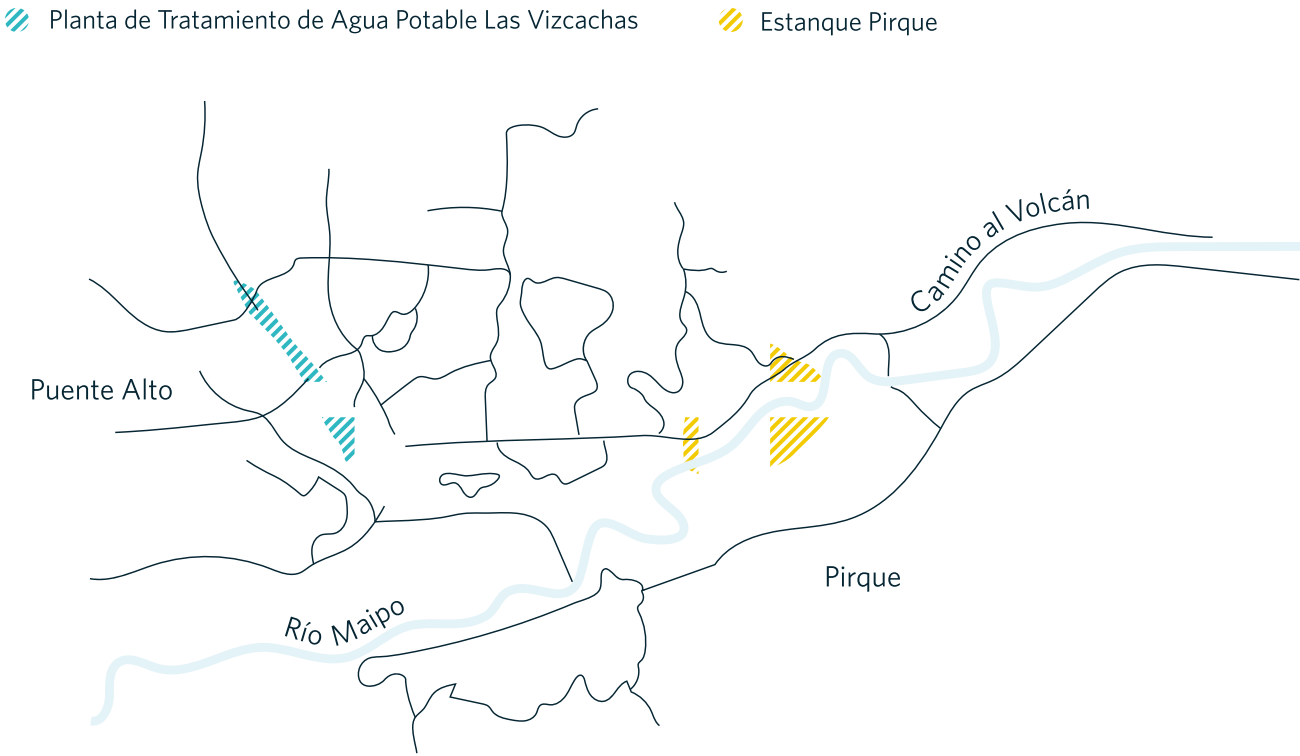 Planta de Tratamiento de Agua Potable Las Vizcachas
Estanque Pirque
Camino al Volcán
Puente Alto
Pirque
Río Maipo